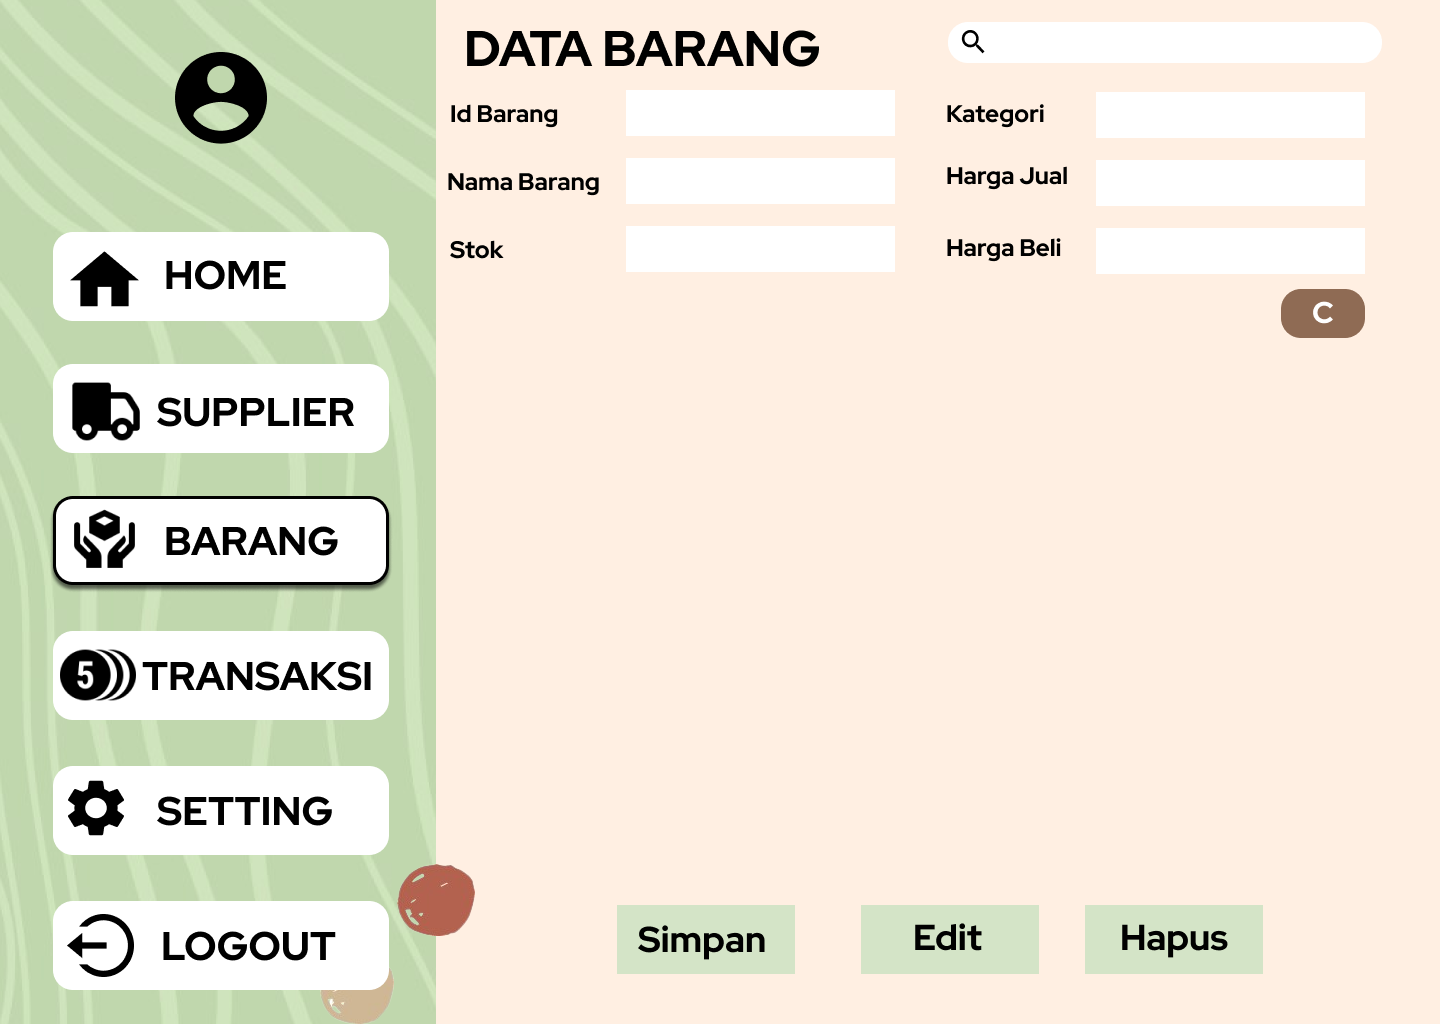 HOME
SUPPLIER
BARANG
5 TRANSAKSI
SETTING
LOGOUT
DATA BARANG
Id Barang
Nama Barang
Stok
Kategori
Harga Jual
Harga Beli
C
Simpan
Edit
Hapus